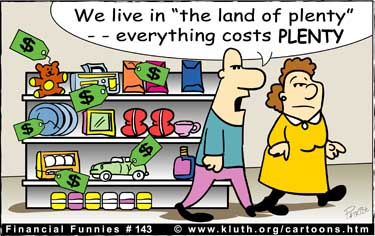 We live in "the land of plenty"
- - everything costs PLENTY
$
$
$
$
$
Financial Funnies # 143
© www.kluth.org/cartoons.htm